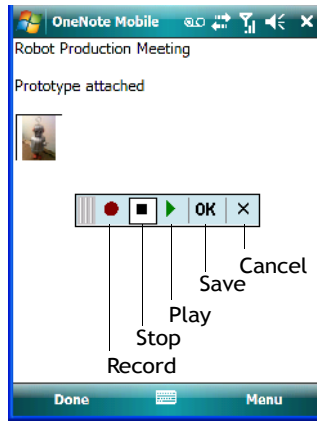 OneNote Mobile
Robot Production Meeting
Prototype attached
OK
Cancel
Save
Play
Stop
Record
Done
Menu